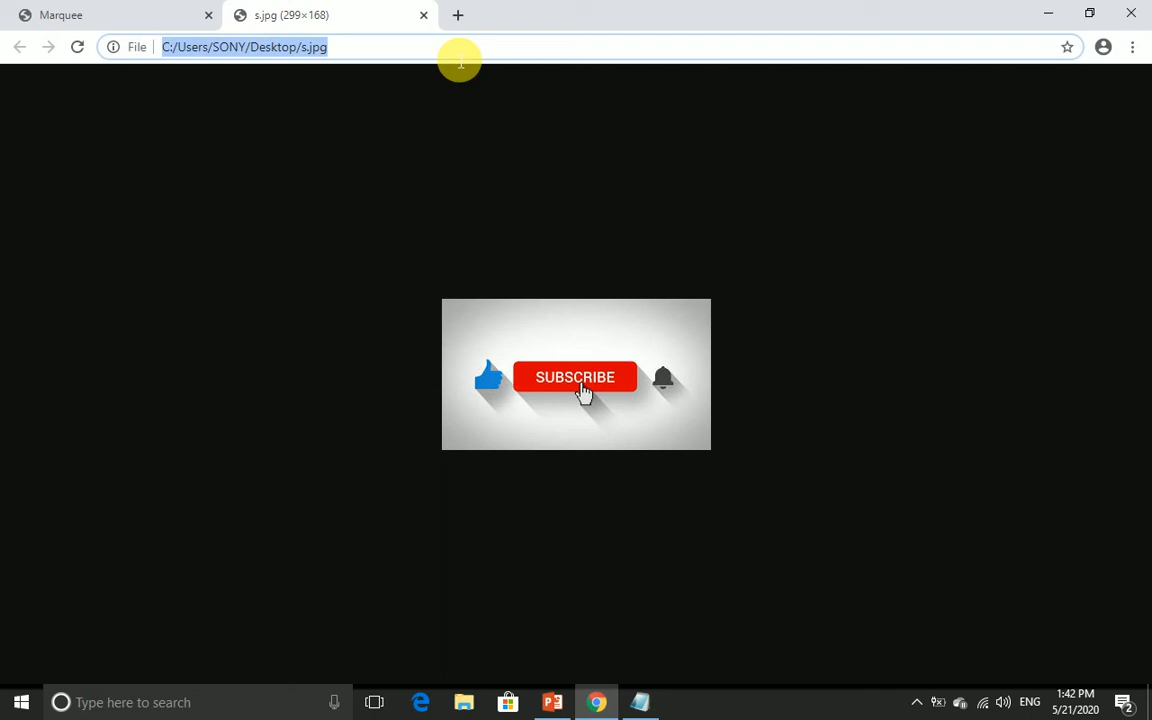 Marquee
s.jpg (299×168)
File
C:/Users/SONY/Desktop/s.jpg
SUBSCRIBE
Type here to search
ENG
1:42 PM
5/21/2020
2